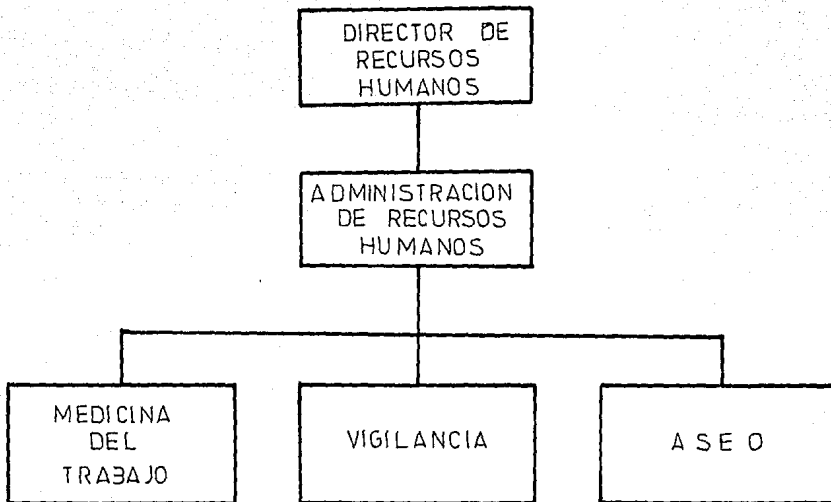 DIRECTOR DE
RECURSOS
HUMANOS
ADMINISTRACION
DE RECURSOS
HUMANOS
MEDICINA
DEL
TRABAJO
VIGILANCIA
ASEO